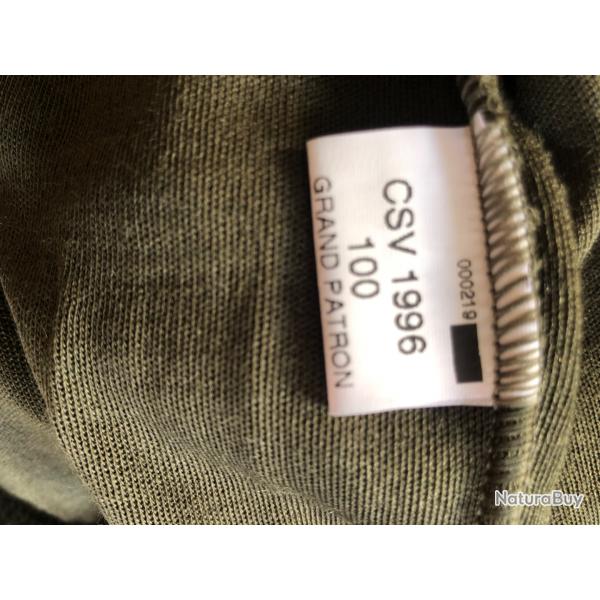 000219
CSV 1996
100
GRAND PATRON
NaturaBuy